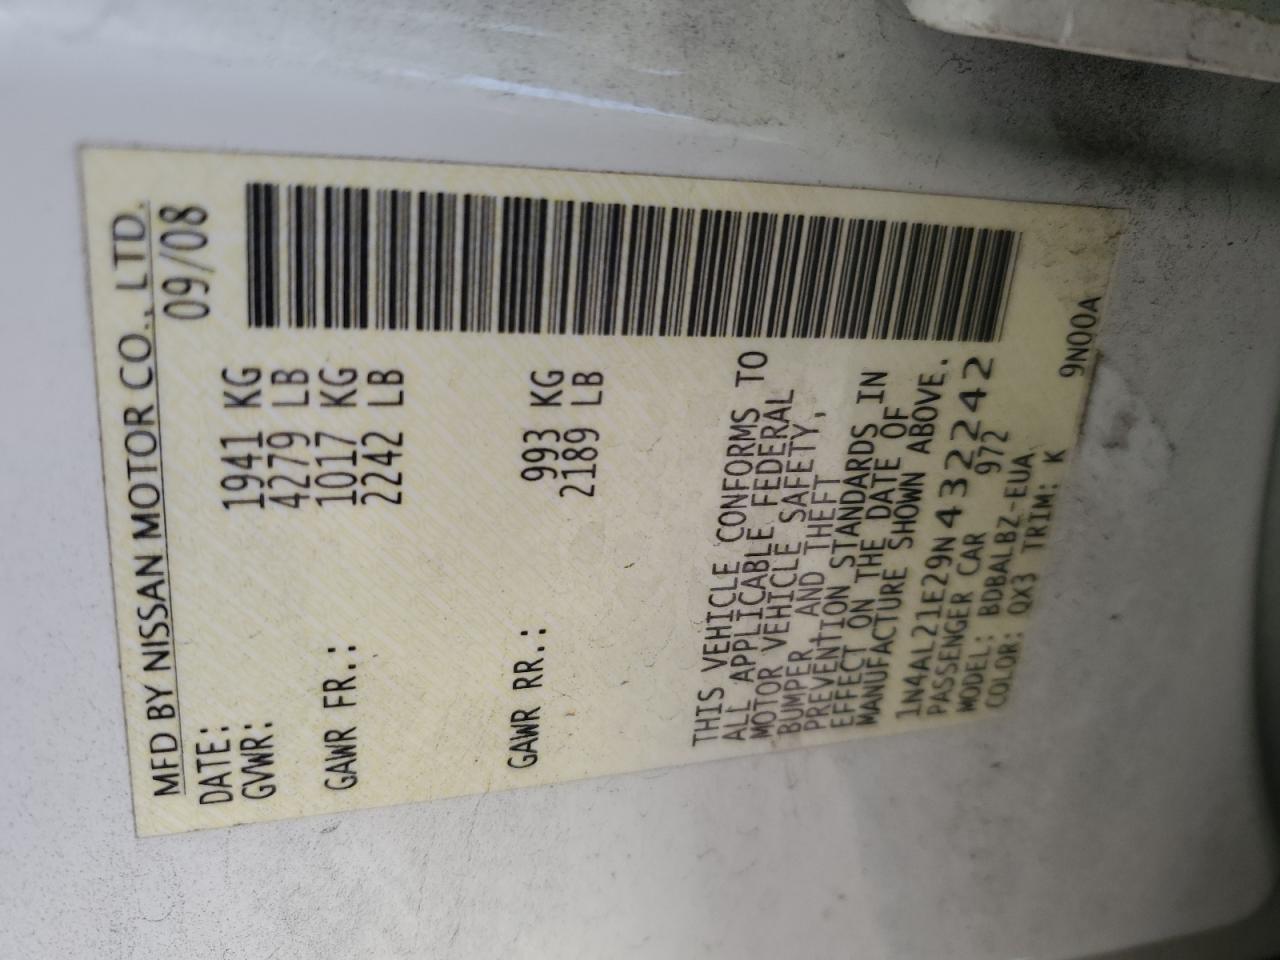 MFD BY NISSAN MOTOR CO., LTD.
DATE: 09/08
GVWR: 1941 KG
4279 LB
GAWR FR.: 1017 KG
2242 LB
GAWR RR.: 993 KG
2189 LB
THIS VEHICLE CONFORMS TO
ALL APPLICABLE FEDERAL
MOTOR VEHICLE SAFETY,
BUMPER, AND THEFT
PREVENTION STANDARDS IN
EFFECT ON THE DATE OF
MANUFACTURE SHOWN ABOVE.
1N4AL21E29N432242
PASSENGER CAR 972
MODEL: BDBALBZ-EUA
COLOR: QX3 TRIM: K
9N00A